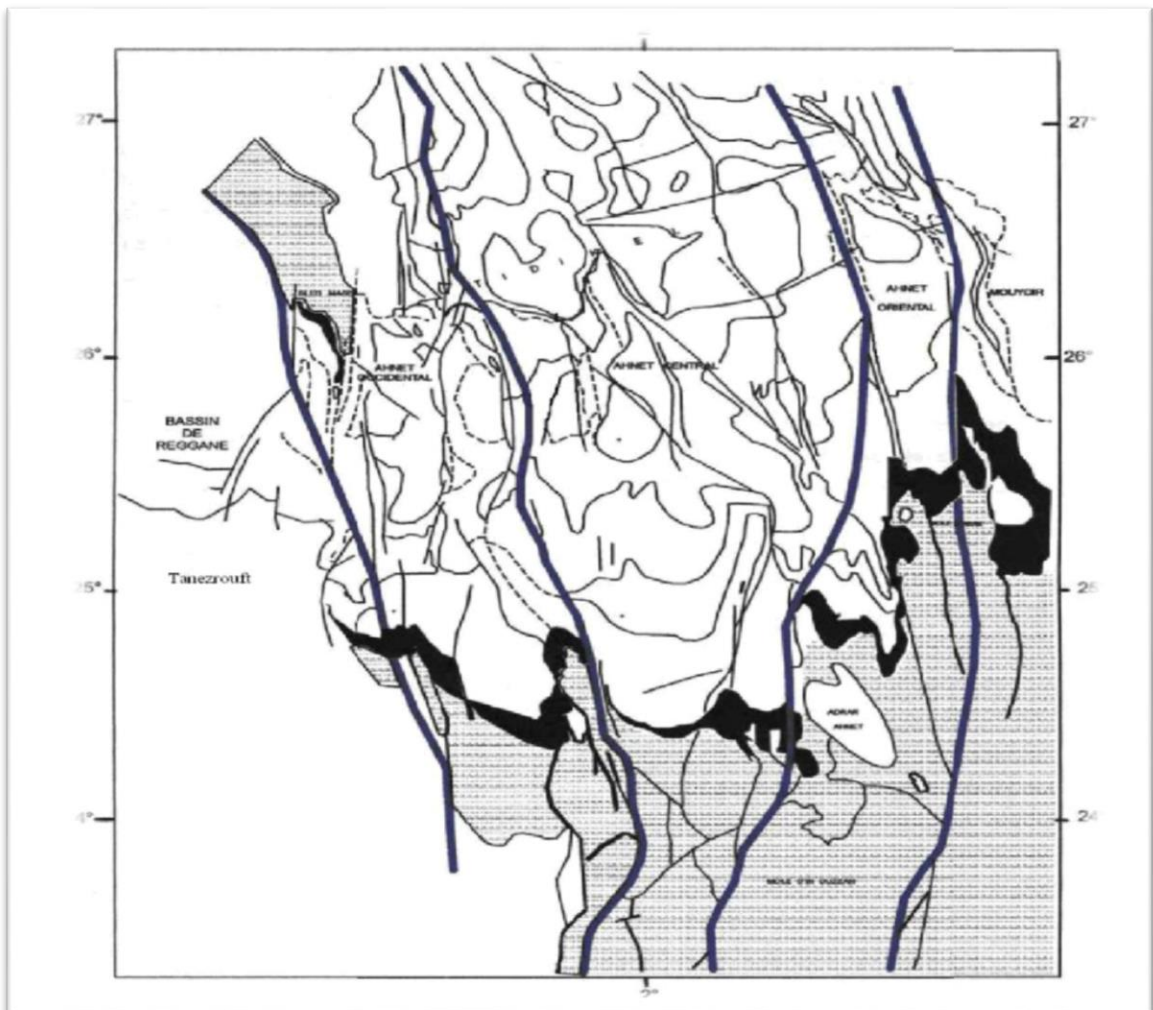 27°
27°
AHNET
ORIENTAL
MOUYDIR
26°
26°
AHNET
OCCIDENTAL
AHNET CENTRAL
BASSIN
DE
REGGANE
Tanezrouft
25°
25
ADRAR
AHNET
4°
24